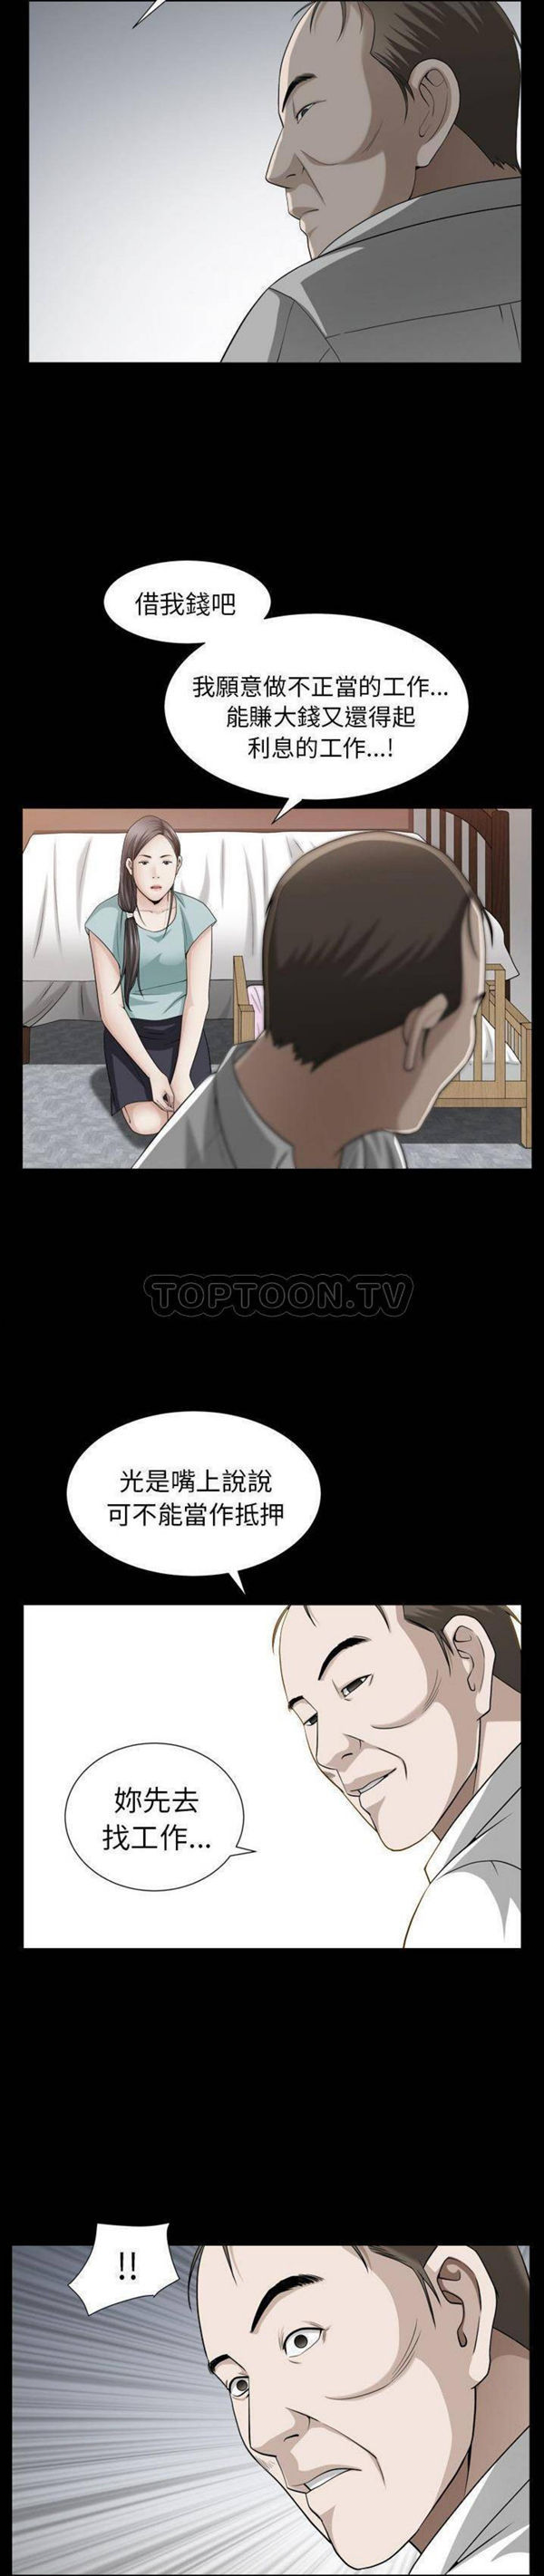 借我錢吧
我願意做不正當的工作...
能賺大錢又還得起
利息的工作...!
TOPTOON.TV
光是嘴上說說
可不能當作抵押
妳先去
找工作...
!!